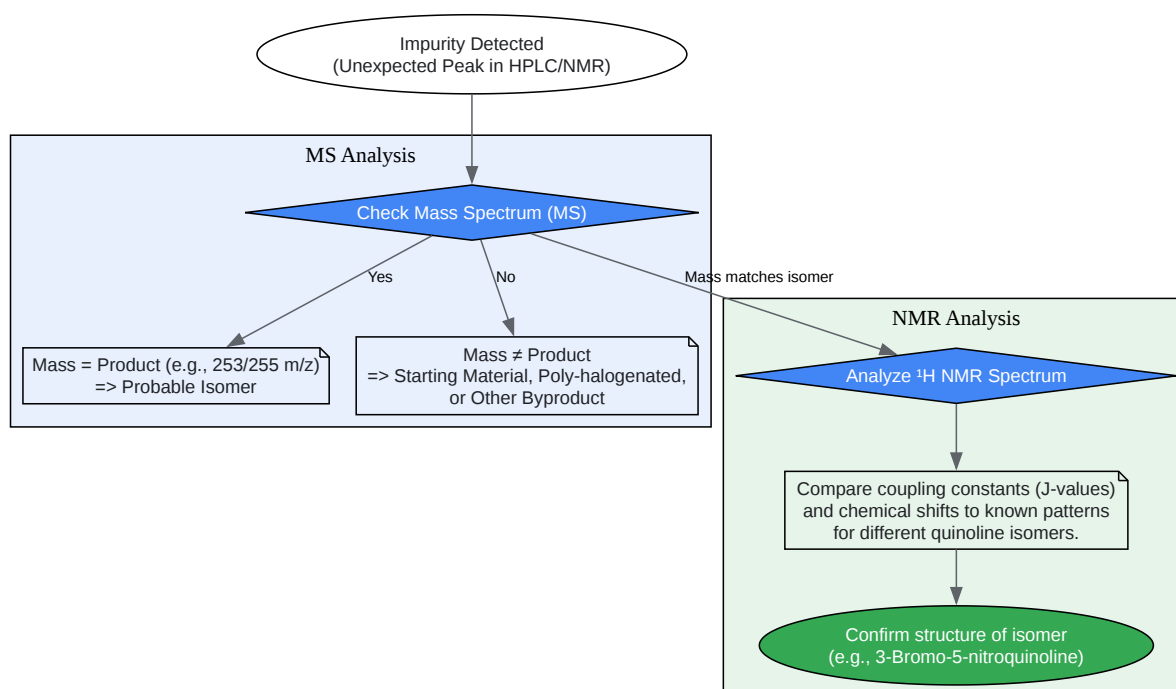 Impurity Detected
(Unexpected Peak in HPLC/NMR)
MS Analysis
Check Mass Spectrum (MS)
Yes
No
Mass matches isomer
Mass = Product (e.g., 253/255 m/z)
=> Probable Isomer
Mass ≠ Product
=> Starting Material, Poly-halogenated,
or Other Byproduct
NMR Analysis
Analyze ¹H NMR Spectrum
Compare coupling constants (J-values)
and chemical shifts to known patterns
for different quinoline isomers.
Confirm structure of isomer
(e.g., 3-Bromo-5-nitroquinoline)